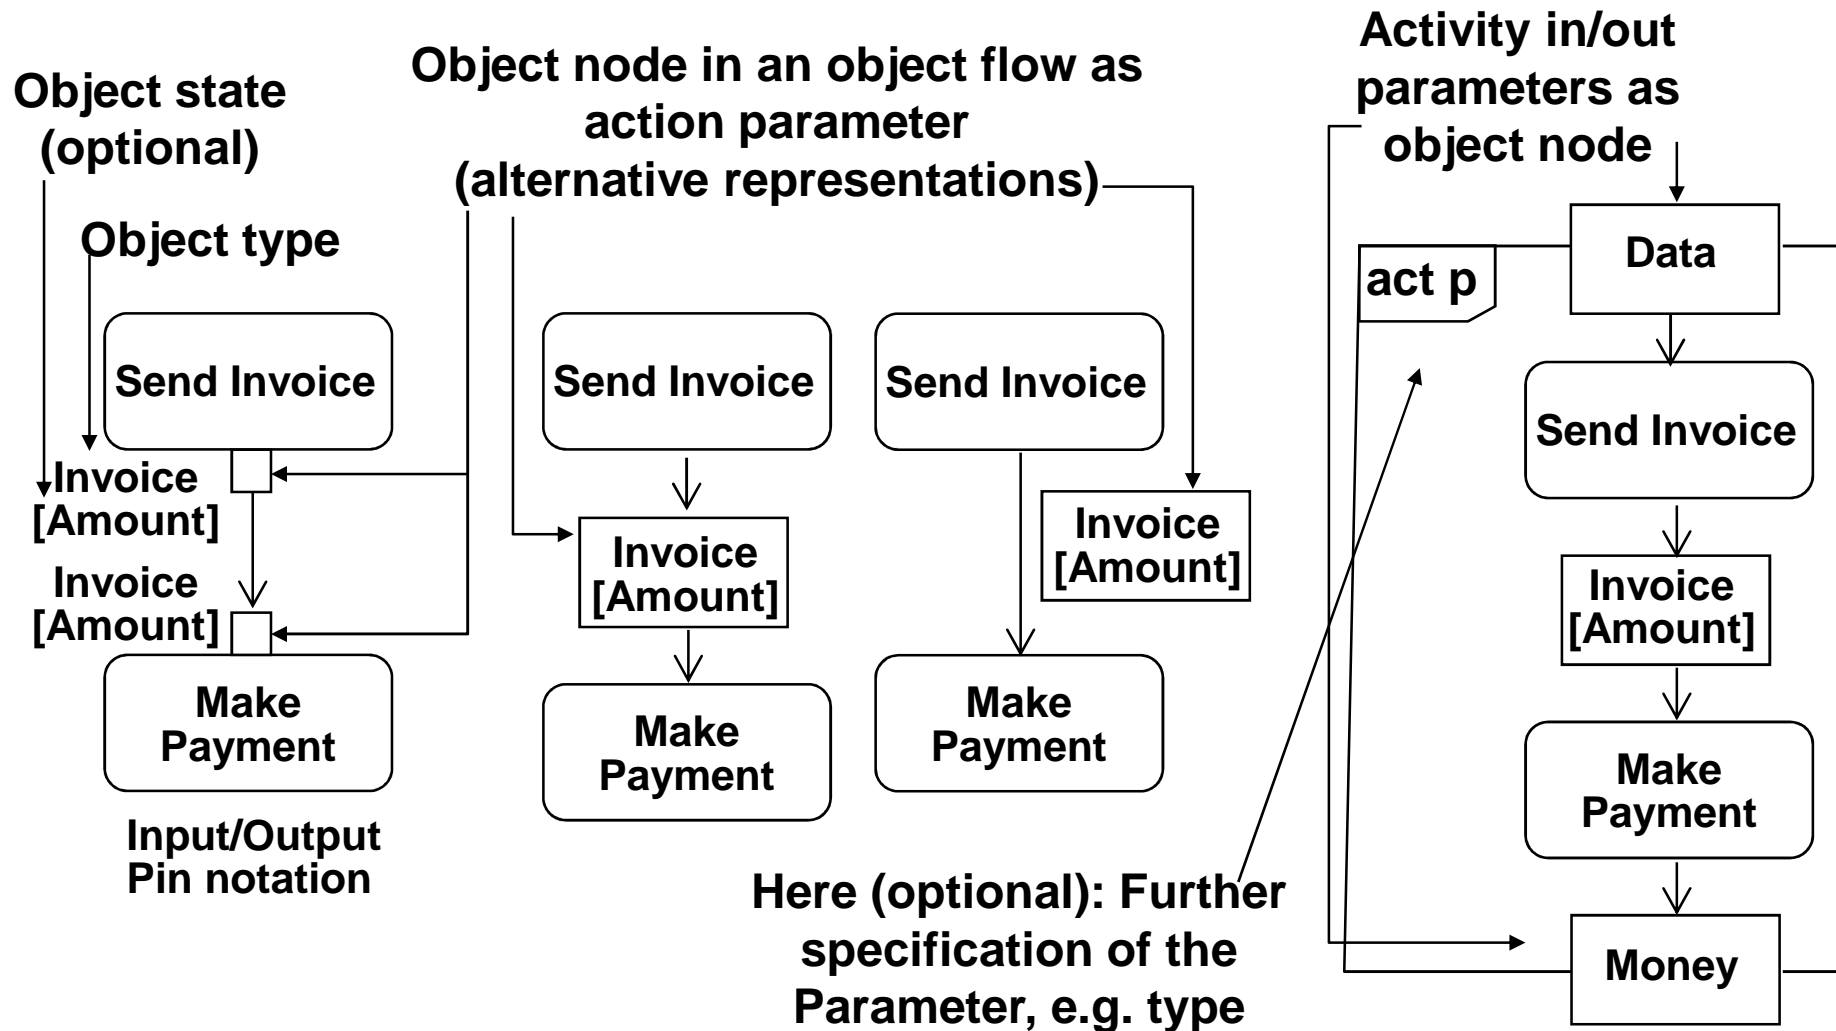 Object state
(optional)
Object type
Send Invoice
Invoice
[Amount]
Invoice
[Amount]
Make
Payment
Input/Output
Pin notation
Object node in an object flow as
action parameter
(alternative representations)
Send Invoice
Invoice
[Amount]
Make
Payment
Send Invoice
Invoice
[Amount]
Make
Payment
Here (optional): Further
specification of the
Parameter, e.g. type
Activity in/out
parameters as
object node
act p
Data
Send Invoice
Invoice
[Amount]
Make
Payment
Money